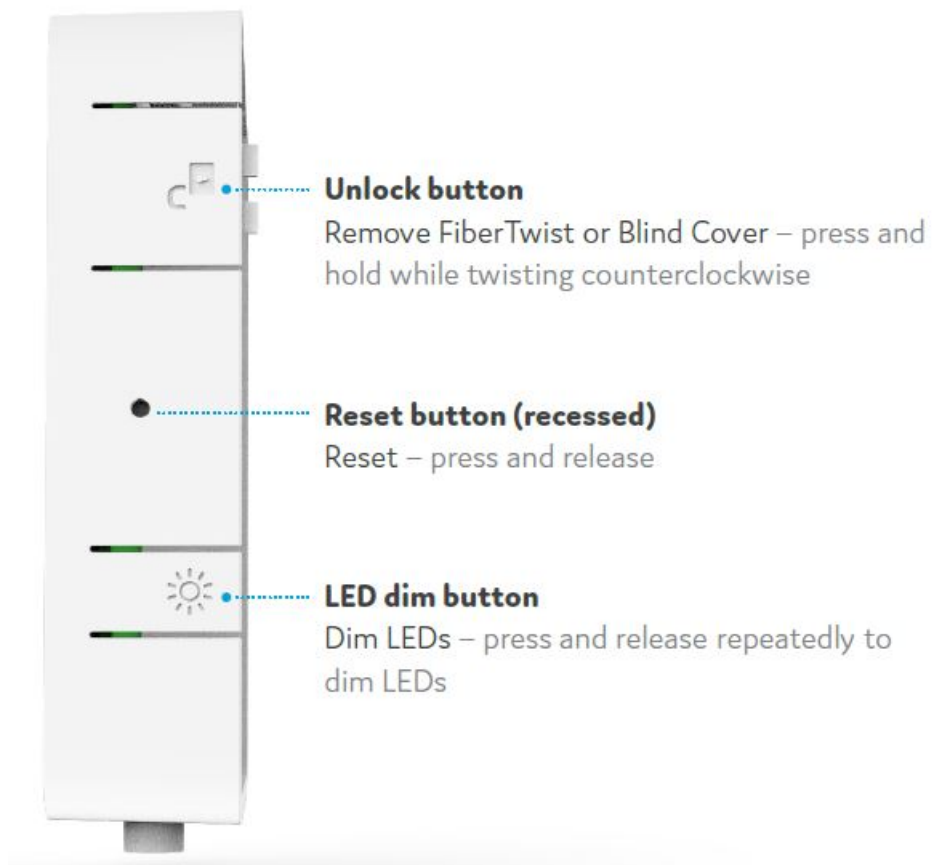 Unlock button
Remove FiberTwist or Blind Cover – press and
hold while twisting counterclockwise
Reset button (recessed)
Reset – press and release
LED dim button
Dim LEDs – press and release repeatedly to
dim LEDs